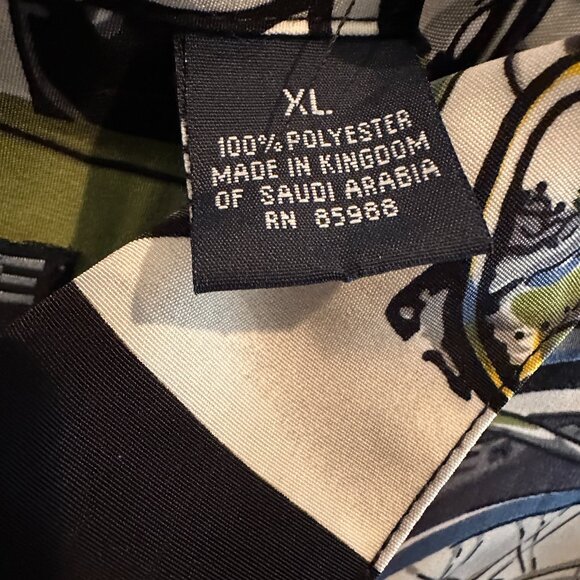 XL.
100% POLYESTER
MADE IN KINGDOM
OF SAUDI ARABIA
RN 85988